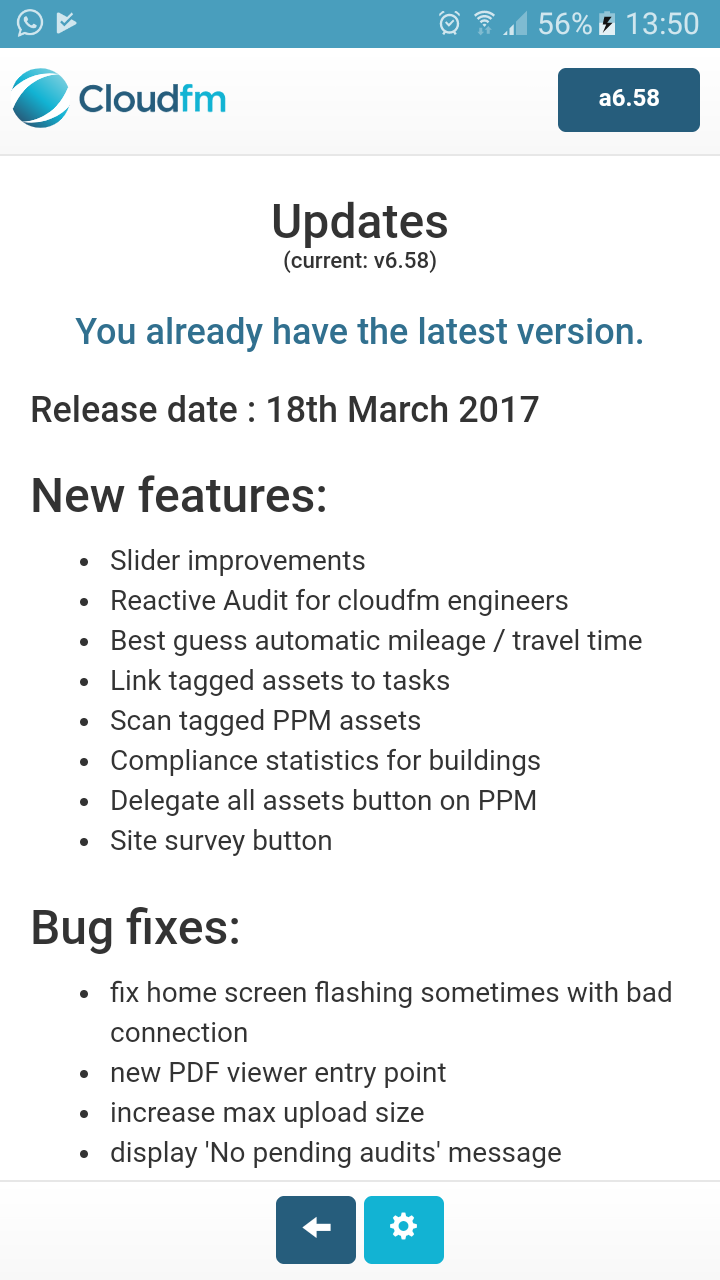 56% 13:50
Cloudfm
a6.58
Updates
(current: v6.58)
You already have the latest version.
Release date : 18th March 2017
New features:
Slider improvements
Reactive Audit for cloudfm engineers
Best guess automatic mileage / travel time
Link tagged assets to tasks
Scan tagged PPM assets
Compliance statistics for buildings
Delegate all assets button on PPM
Site survey button
Bug fixes:
fix home screen flashing sometimes with bad
connection
new PDF viewer entry point
increase max upload size
display 'No pending audits' message